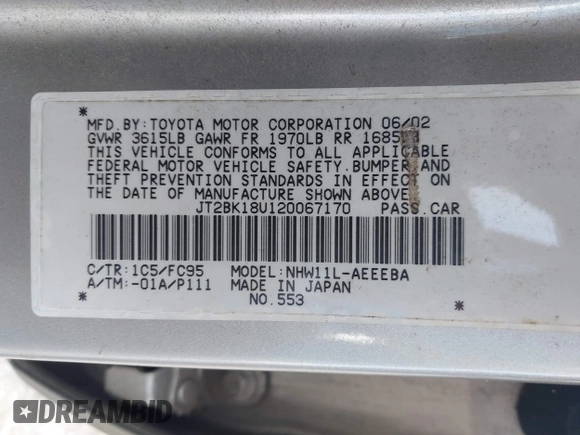 MFD.BY:TOYOTA MOTOR CORPORATION 06/02
GVWR 3615LB GAWR FR 1970LB RR 1685LB
THIS VEHICLE CONFORMS TO ALL APPLICABLE
FEDERAL MOTOR VEHICLE SAFETY.BUMPER AND
THEFT PREVENTION STANDARDS IN EFFECT ON
THE DATE OF MANUFACTURE SHOWN ABOVE.
JT2BK18U120067170 PASS.CAR
C/TR:1C5/FC95 MODEL:NHW11L-AEEEBA
A/TM:-01A/P111 MADE IN JAPAN
NO.553
DREAMBID